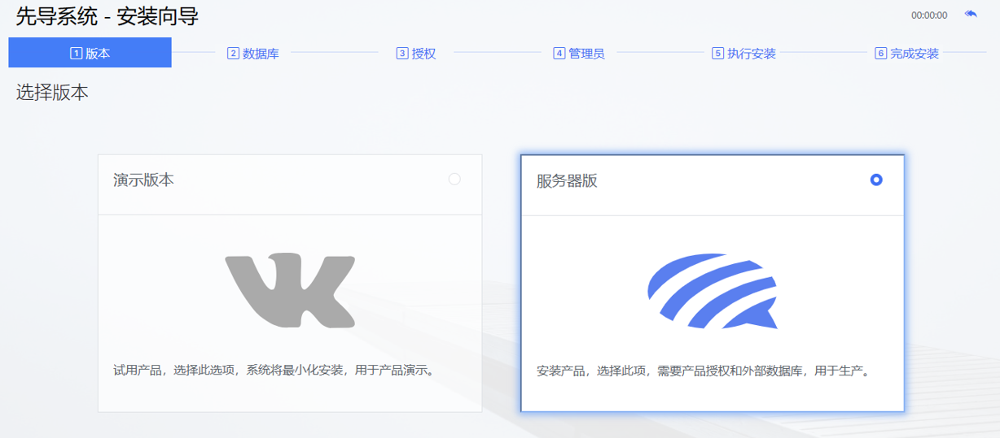 先导系统 - 安装向导
00:00:00
1 版本
2 数据库
3 授权
4 管理员
5 执行安装
6 完成安装
选择版本
演示版本
试用产品，选择此选项，系统将最小化安装，用于产品演示。
服务器版
安装产品，选择此项，需要产品授权和外部数据库，用于生产。